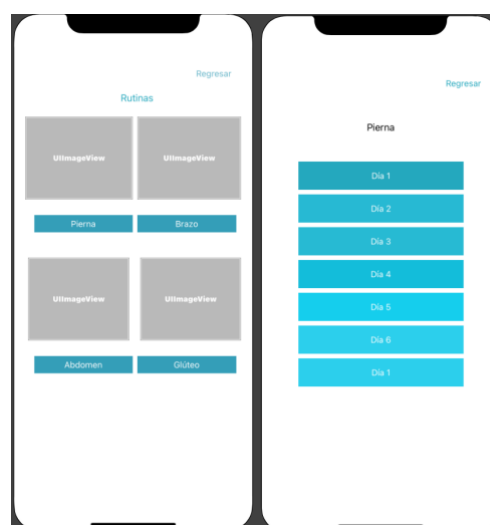 Regresar
Rutinas
UIImageView UIImageView
Pierna Brazo
UIImageView UIImageView
Abdomen Glúteo
Regresar
Pierna
Día 1
Día 2
Día 3
Día 4
Día 5
Día 6
Día 1